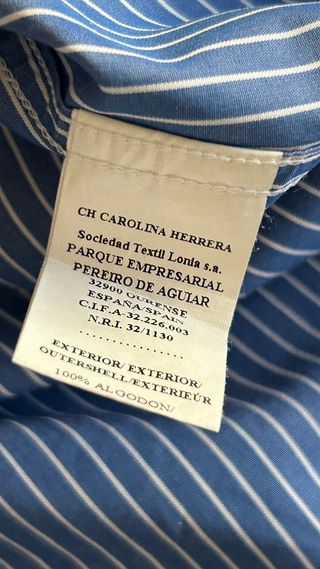 CH CAROLINA HERRERA
Sociedad Textil Lonia s.a.
PARQUE EMPRESARIAL
PEREIRO DE AGUIAR
32900 OURENSE
ESPAÑA/SPAIN
C.I.F.A-32.226.003
N.R.I. 32/1130
................
EXTERIOR/ EXTERIOR/
OUTERSHELL/EXTERIEÚR
100% ALGODON/